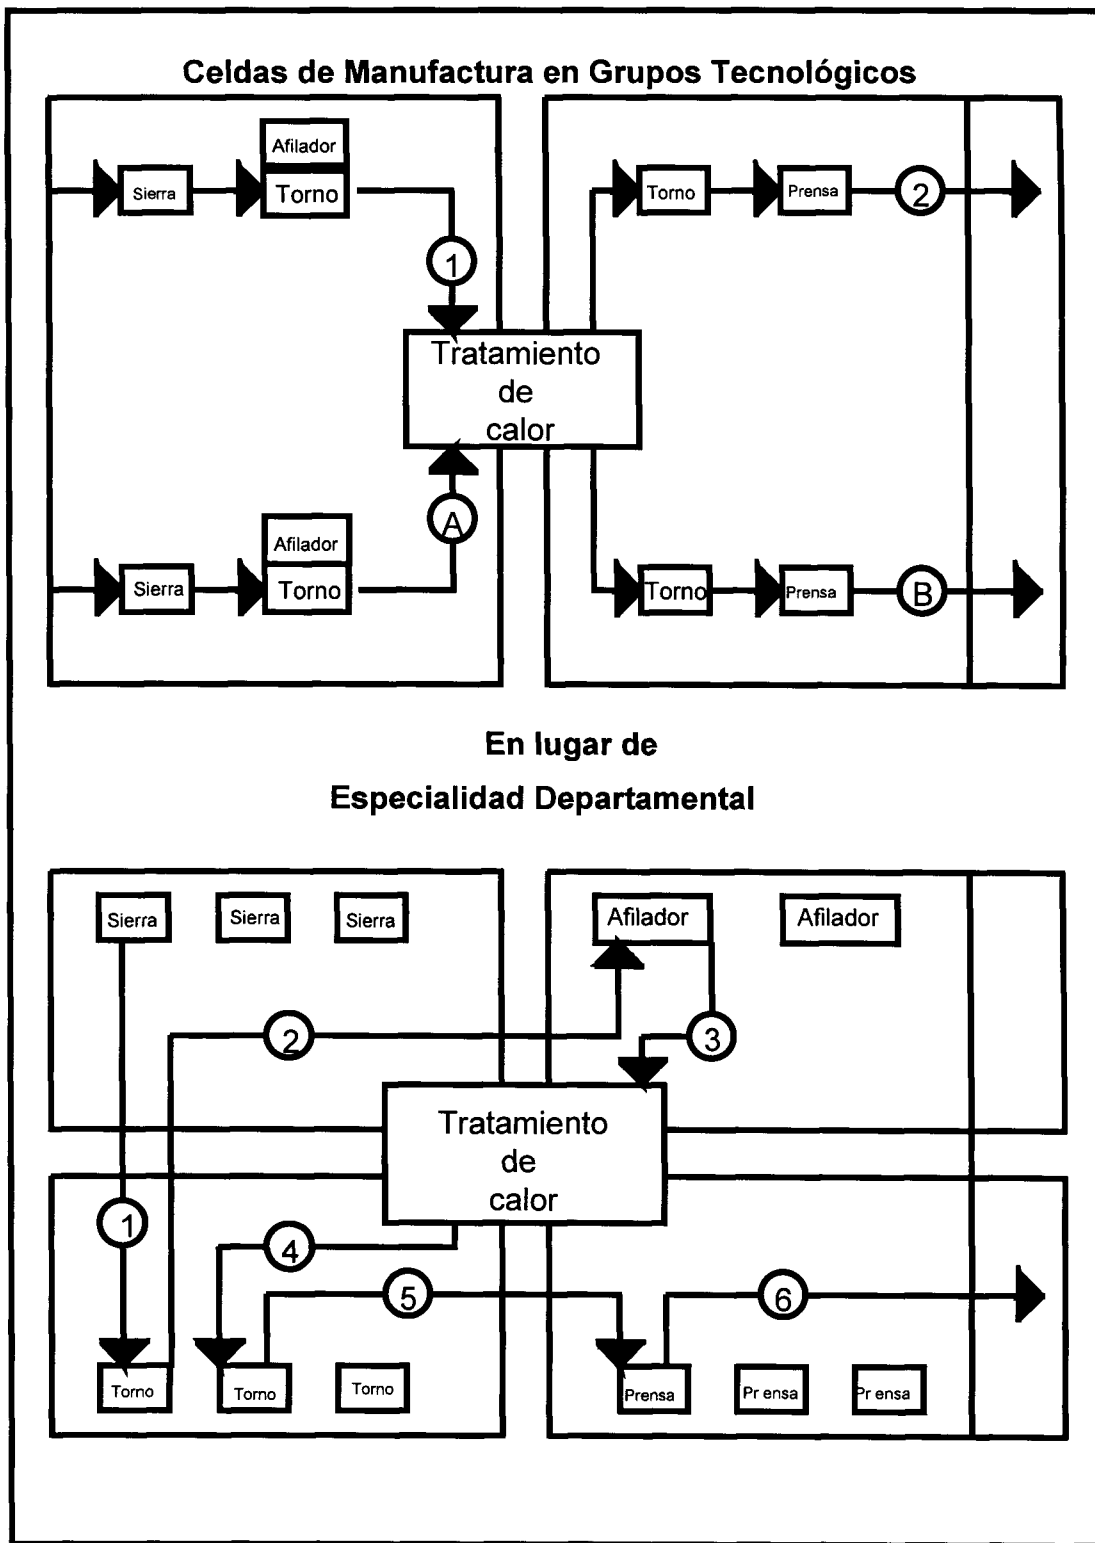 Celdas de Manufactura en Grupos Tecnológicos
Afilador
Sierra
Torno
Torno
Prensa
2
1
Tratamiento
de
calor
A
Afilador
Sierra
Torno
Torno
Prensa
B
En lugar de
Especialidad Departamental
Sierra
Sierra
Sierra
Afilador
Afilador
2
3
Tratamiento
de
calor
1
4
5
6
Torno
Torno
Torno
Prensa
Pr ensa
Pr ensa